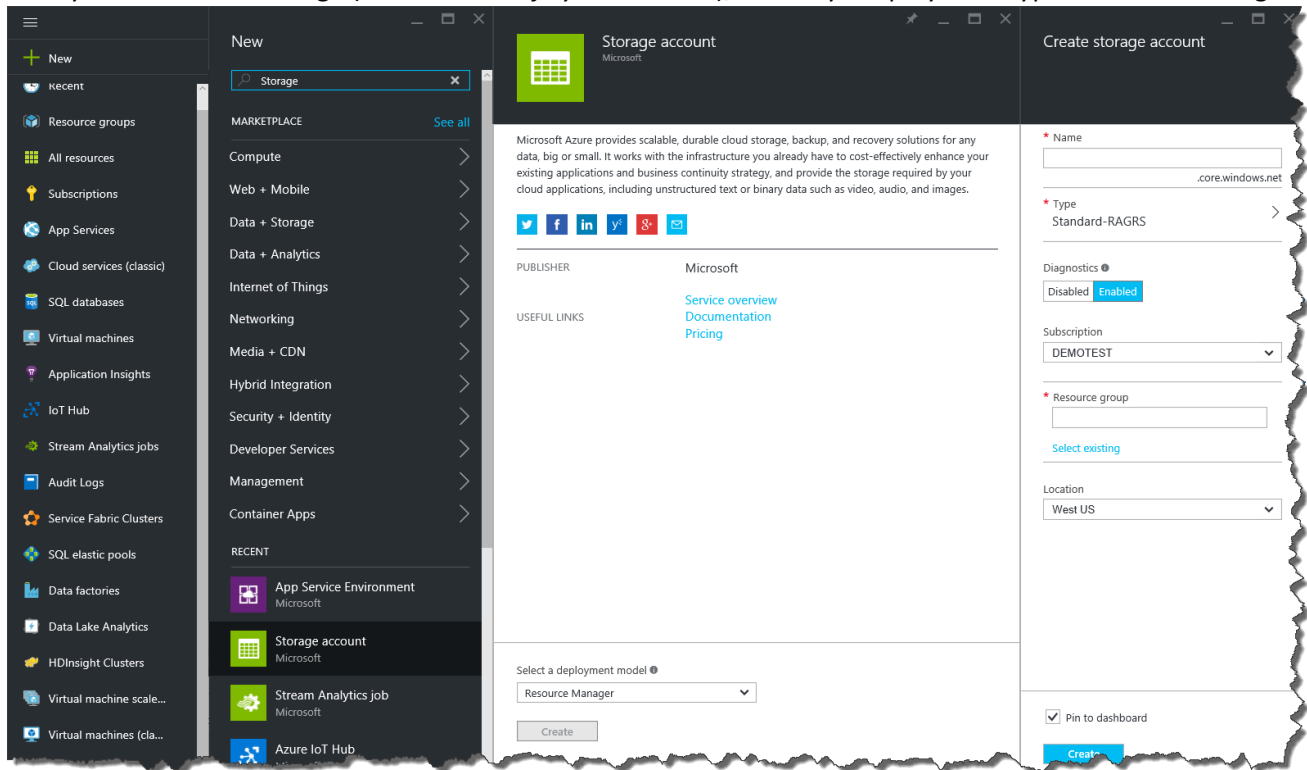 New
Recent
Resource groups
All resources
Subscriptions
App Services
Cloud services (classic)
SQL databases
Virtual machines
Application Insights
IoT Hub
Stream Analytics jobs
Audit Logs
Service Fabric Clusters
SQL elastic pools
Data factories
Data Lake Analytics
HDInsight Clusters
Virtual machine scale...
Virtual machines (cla...
New
Storage
MARKETPLACE See all
Compute
Web + Mobile
Data + Storage
Data + Analytics
Internet of Things
Networking
Media + CDN
Hybrid Integration
Security + Identity
Developer Services
Management
Container Apps
RECENT
App Service Environment
Microsoft
Storage account
Microsoft
Stream Analytics job
Microsoft
Azure IoT Hub
Storage account
Microsoft
Microsoft Azure provides scalable, durable cloud storage, backup, and recovery solutions for any
data, big or small. It works with the infrastructure you already have to cost-effectively enhance your
existing applications and business continuity strategy, and provide the storage required by your
cloud applications, including unstructured text or binary data such as video, audio, and images.
PUBLISHER Microsoft
Service overview
USEFUL LINKS Documentation
Pricing
Select a deployment model
Resource Manager
Create
Create storage account
* Name
.core.windows.net
* Type
Standard-RAGRS
Diagnostics
Disabled Enabled
Subscription
DEMOTEST
* Resource group
Select existing
Location
West US
Pin to dashboard
Create